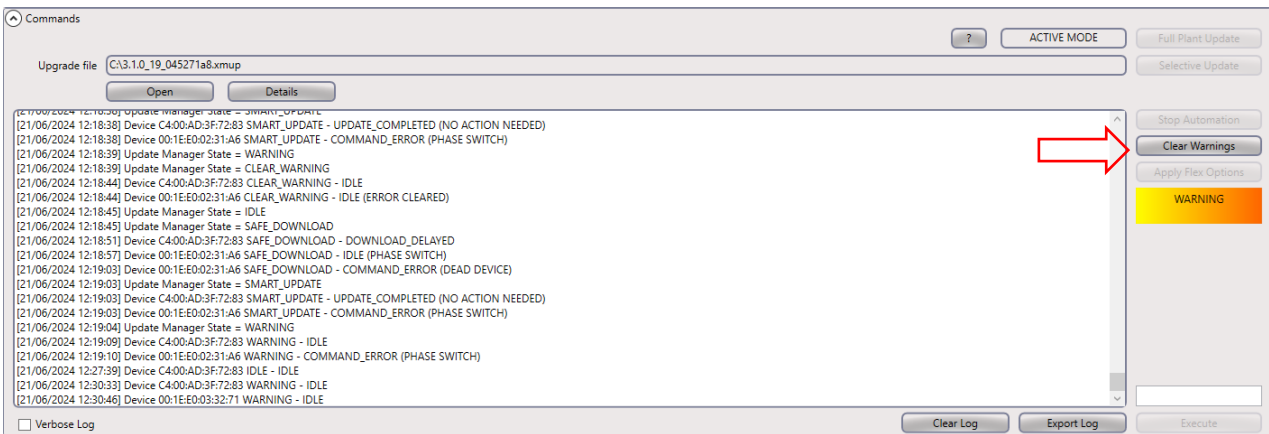 Commands
? ACTIVE MODE Full Plant Update
Upgrade file C:\3.1.0_19_045271a8.xmup Selective Update
Open Details
[21/06/2024 12:18:38] Update Manager State = SMART_UPDATE
[21/06/2024 12:18:38] Device C4:00:AD:3F:72:83 SMART_UPDATE - UPDATE_COMPLETED (NO ACTION NEEDED)
[21/06/2024 12:18:38] Device 00:1E:E0:02:31:A6 SMART_UPDATE - COMMAND_ERROR (PHASE SWITCH)
[21/06/2024 12:18:39] Update Manager State = WARNING
[21/06/2024 12:18:39] Update Manager State = CLEAR_WARNING
[21/06/2024 12:18:44] Device C4:00:AD:3F:72:83 CLEAR_WARNING - IDLE
[21/06/2024 12:18:44] Device 00:1E:E0:02:31:A6 CLEAR_WARNING - IDLE (ERROR CLEARED)
[21/06/2024 12:18:45] Update Manager State = IDLE
[21/06/2024 12:18:45] Update Manager State = SAFE_DOWNLOAD
[21/06/2024 12:18:51] Device C4:00:AD:3F:72:83 SAFE_DOWNLOAD - DOWNLOAD_DELAYED
[21/06/2024 12:18:57] Device 00:1E:E0:02:31:A6 SAFE_DOWNLOAD - IDLE (PHASE SWITCH)
[21/06/2024 12:19:03] Device 00:1E:E0:02:31:A6 SAFE_DOWNLOAD - COMMAND_ERROR (DEAD DEVICE)
[21/06/2024 12:19:03] Update Manager State = SMART_UPDATE
[21/06/2024 12:19:03] Device C4:00:AD:3F:72:83 SMART_UPDATE - UPDATE_COMPLETED (NO ACTION NEEDED)
[21/06/2024 12:19:03] Device 00:1E:E0:02:31:A6 SMART_UPDATE - COMMAND_ERROR (PHASE SWITCH)
[21/06/2024 12:19:04] Update Manager State = WARNING
[21/06/2024 12:19:09] Device C4:00:AD:3F:72:83 WARNING - IDLE
[21/06/2024 12:19:10] Device 00:1E:E0:02:31:A6 WARNING - COMMAND_ERROR (PHASE SWITCH)
[21/06/2024 12:27:39] Device C4:00:AD:3F:72:83 IDLE - IDLE
[21/06/2024 12:30:33] Device C4:00:AD:3F:72:83 WARNING - IDLE
[21/06/2024 12:30:46] Device 00:1E:E0:03:32:71 WARNING - IDLE
Stop Automation
Clear Warnings
Apply Flex Options
WARNING
Verbose Log Clear Log Export Log Execute